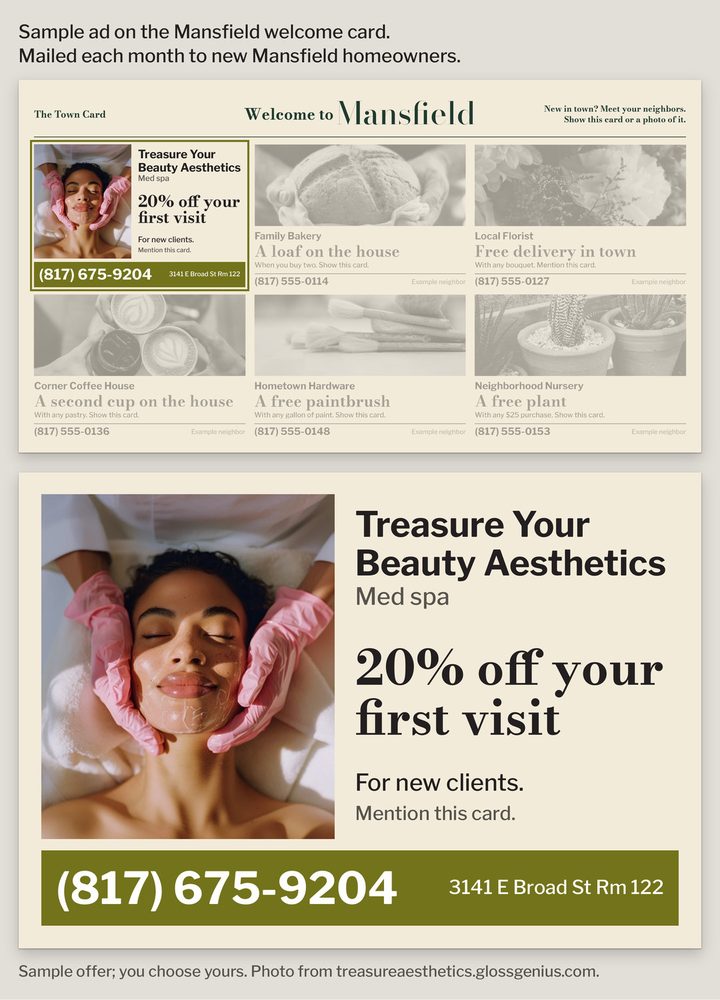 Sample ad on the Mansfield welcome card.
Mailed each month to new Mansfield homeowners.
The Town Card
Welcome to Mansfield
New in town? Meet your neighbors.
Show this card or a photo of it.
Treasure Your
Beauty Aesthetics
Med spa
20% off your
first visit
For new clients.
Mention this card.
(817) 675-9204
3141 E Broad St Rm 122
Family Bakery
A loaf on the house
When you buy two. Show this card.
(817) 555-0114
Example neighbor
Local Florist
Free delivery in town
With any bouquet. Mention this card.
(817) 555-0127
Example neighbor
Corner Coffee House
A second cup on the house
With any pastry. Show this card.
(817) 555-0136
Example neighbor
Hometown Hardware
A free paintbrush
With any gallon of paint. Show this card.
(817) 555-0148
Example neighbor
Neighborhood Nursery
A free plant
With any $25 purchase. Show this card.
(817) 555-0153
Example neighbor
Treasure Your
Beauty Aesthetics
Med spa
20% off your
first visit
For new clients.
Mention this card.
(817) 675-9204
3141 E Broad St Rm 122
Sample offer; you choose yours. Photo from treasureaesthetics.glossgenius.com.